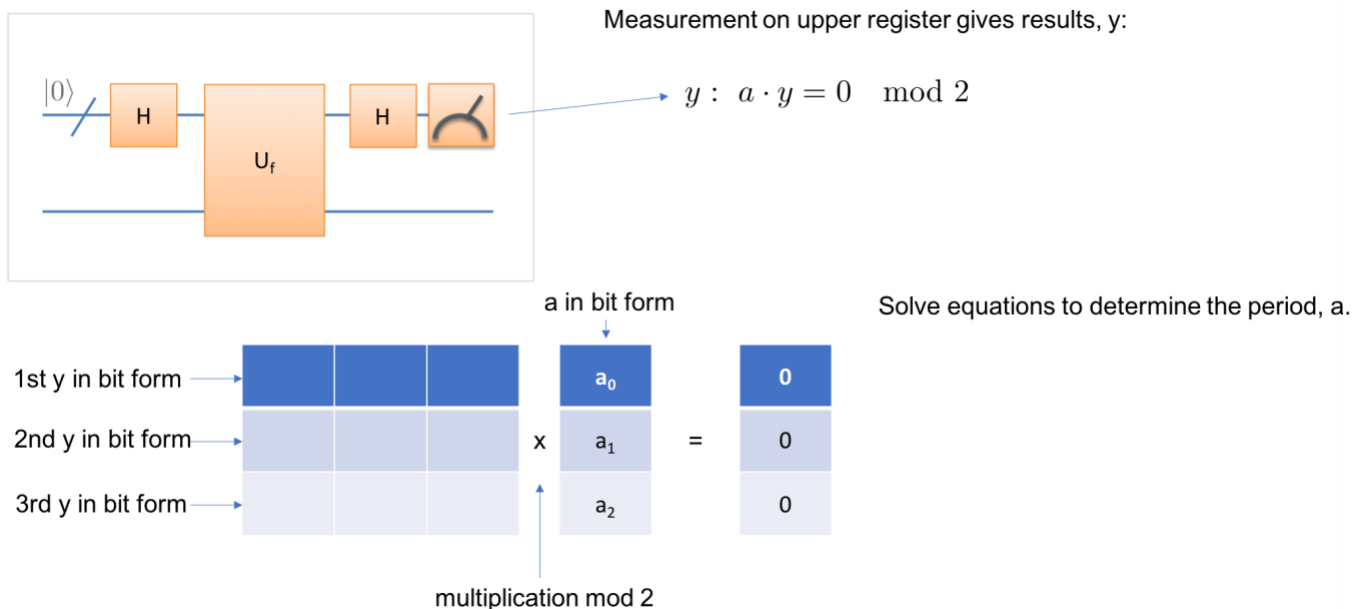 Measurement on upper register gives results, y:
|0⟩
H
H
U_f
y : a · y = 0 mod 2
a in bit form
Solve equations to determine the period, a.
1st y in bit form
a₀
0
2nd y in bit form
x
a₁
=
0
3rd y in bit form
a₂
0
multiplication mod 2